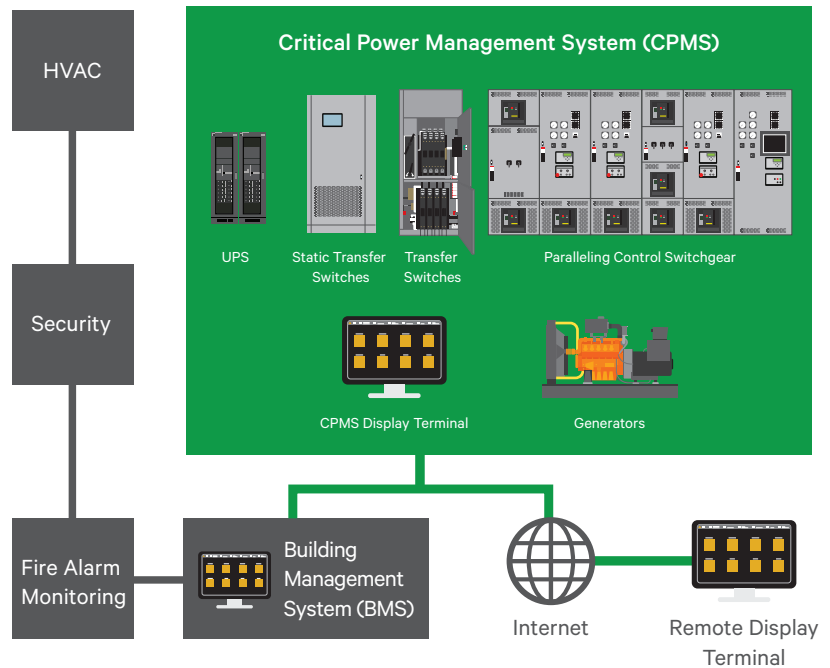 HVAC
Security
Fire Alarm
Monitoring
Critical Power Management System (CPMS)
UPS
Static Transfer
Switches
Transfer
Switches
Paralleling Control Switchgear
CPMS Display Terminal
Generators
Building
Management
System (BMS)
Internet
Remote Display
Terminal